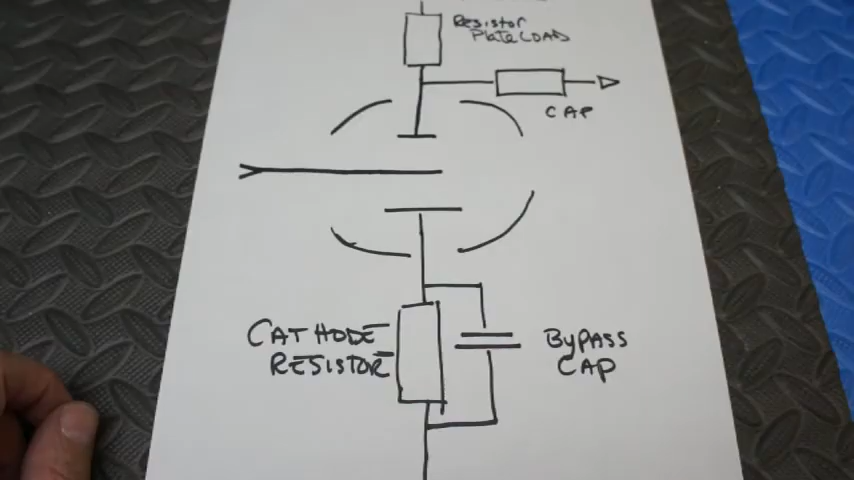 Resistor
Plate LOAD
CAP
CATHODE
RESISTOR
BYPASS
CAP